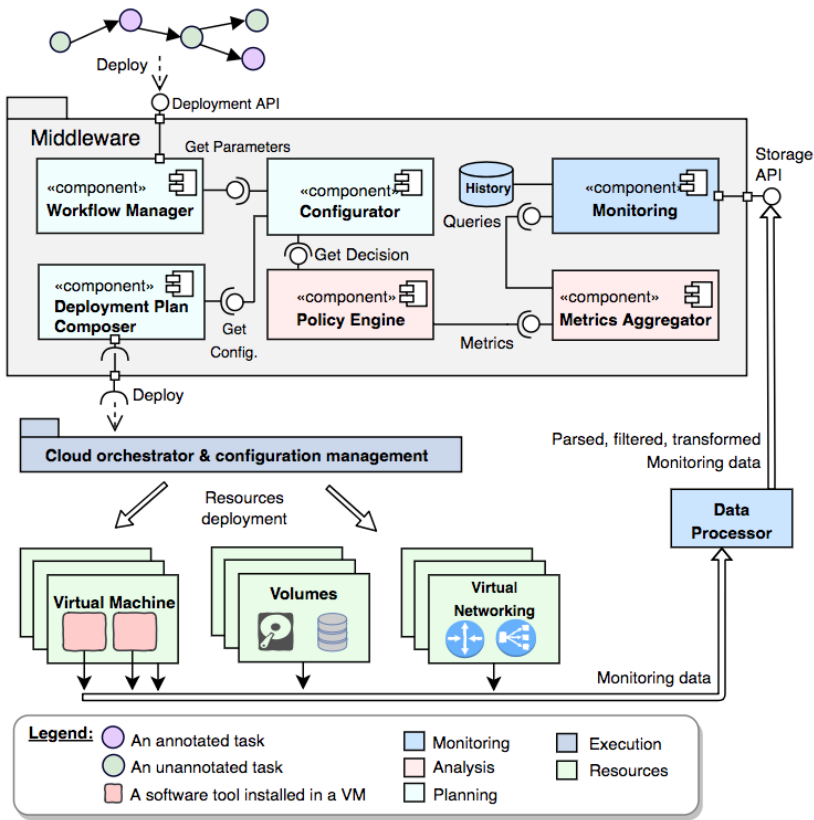 Deploy
Deployment API
Middleware
Get Parameters
Storage
API
«component»
Workflow Manager
«component»
Configurator
History
«component»
Monitoring
Queries
Get Decision
«component»
Deployment Plan
Composer
Get
Config.
«component»
Policy Engine
Metrics
«component»
Metrics Aggregator
Deploy
Cloud orchestrator & configuration management
Parsed, filtered, transformed
Monitoring data
Resources
deployment
Data
Processor
Virtual Machine
Volumes
Virtual
Networking
Monitoring data
Legend:
An annotated task
An unannotated task
A software tool installed in a VM
Monitoring
Analysis
Planning
Execution
Resources